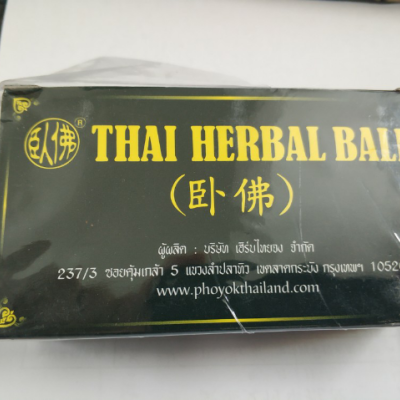 卧佛 ® THAI HERBAL BAL
(卧佛)
ผู้ผลิต : บริษัท เฮิร์บไทยยง จำกัด
237/3 ซอยคุ้มเกล้า 5 แขวงลำปลาทิว เขตลาดกระบัง กรุงเทพฯ 10520
www.phoyokthailand.com